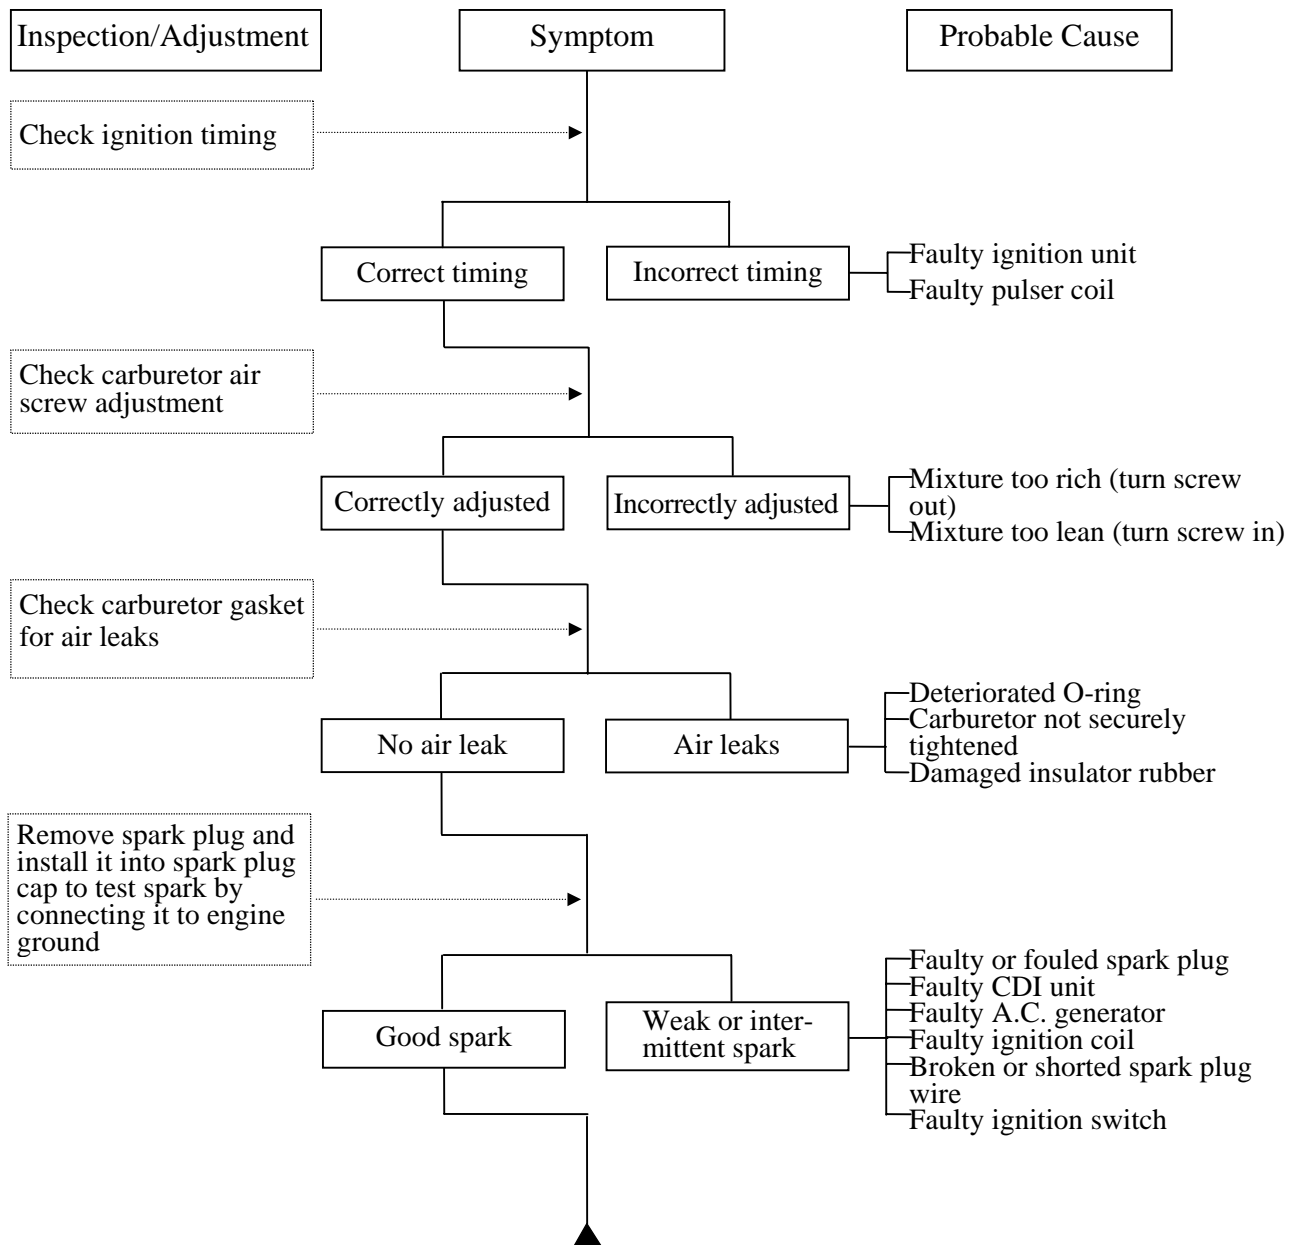 Inspection/Adjustment
Symptom
Probable Cause
Check ignition timing
Correct timing
Incorrect timing
Faulty ignition unit
Faulty pulser coil
Check carburetor air
screw adjustment
Correctly adjusted
Incorrectly adjusted
Mixture too rich (turn screw
out)
Mixture too lean (turn screw in)
Check carburetor gasket
for air leaks
No air leak
Air leaks
Deteriorated O-ring
Carburetor not securely
tightened
Damaged insulator rubber
Remove spark plug and
install it into spark plug
cap to test spark by
connecting it to engine
ground
Good spark
Weak or inter-
mittent spark
Faulty or fouled spark plug
Faulty CDI unit
Faulty A.C. generator
Faulty ignition coil
Broken or shorted spark plug
wire
Faulty ignition switch